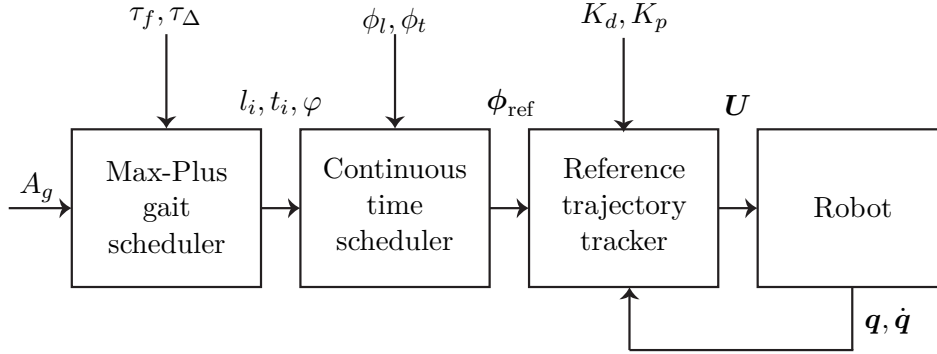 τ_f, τ_Δ
ϕ_l, ϕ_t
K_d, K_p
l_i, t_i, φ
ϕ_ref
U
A_g
Max-Plus
gait
scheduler
Continuous
time
scheduler
Reference
trajectory
tracker
Robot
q, q̇